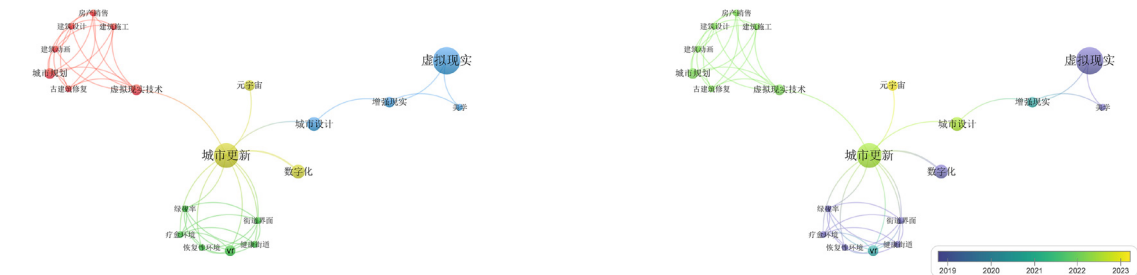 房产销售
建筑设计
建筑施工
建筑动画
城市规划
古建筑修复
虚拟现实技术
元宇宙
虚拟现实
增强现实
美学
城市设计
城市更新
数字化
绿视率
街道界面
疗愈环境
恢复性环境
vr
健康街道
房产销售
建筑设计
建筑施工
建筑动画
城市规划
古建筑修复
虚拟现实技术
元宇宙
虚拟现实
增强现实
美学
城市设计
城市更新
数字化
绿视率
街道界面
疗愈环境
恢复性环境
vr
健康街道
2019 2020 2021 2022 2023